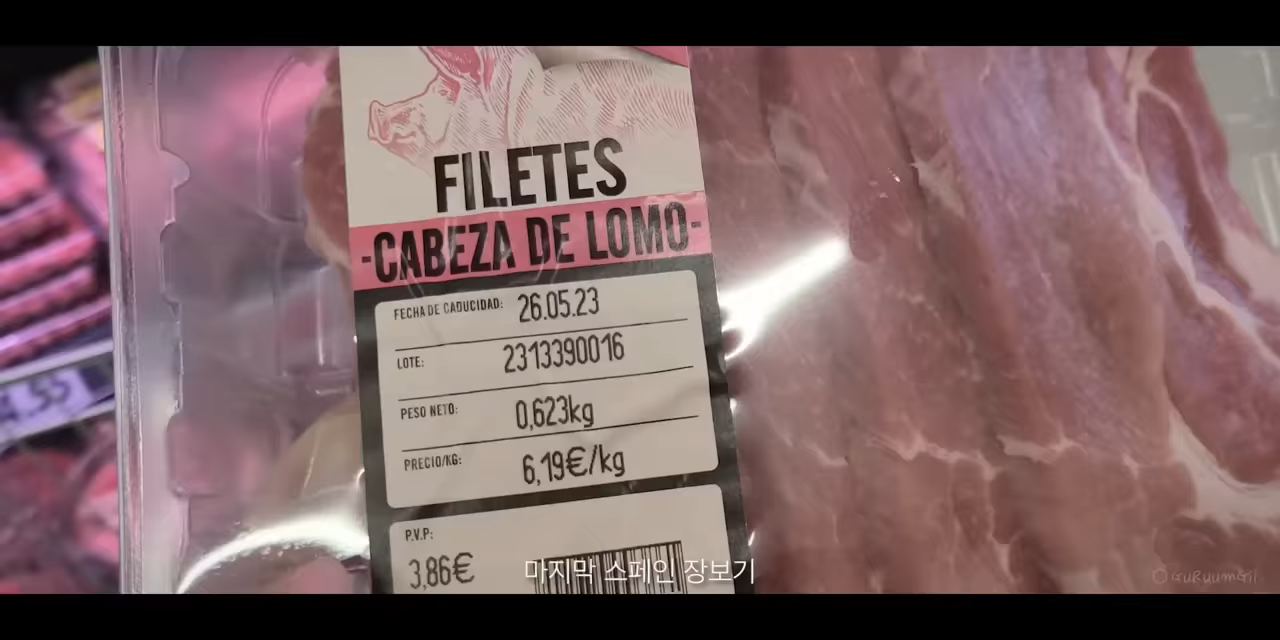 FILETES
-CABEZA DE LOMO-
FECHA DE CADUCIDAD: 26.05.23
LOTE: 2313390016
PESO NETO: 0,623kg
PRECIO/KG: 6,19€/kg
P.V.P:
3,86€
마지막 스페인 장보기
GURUUMGII